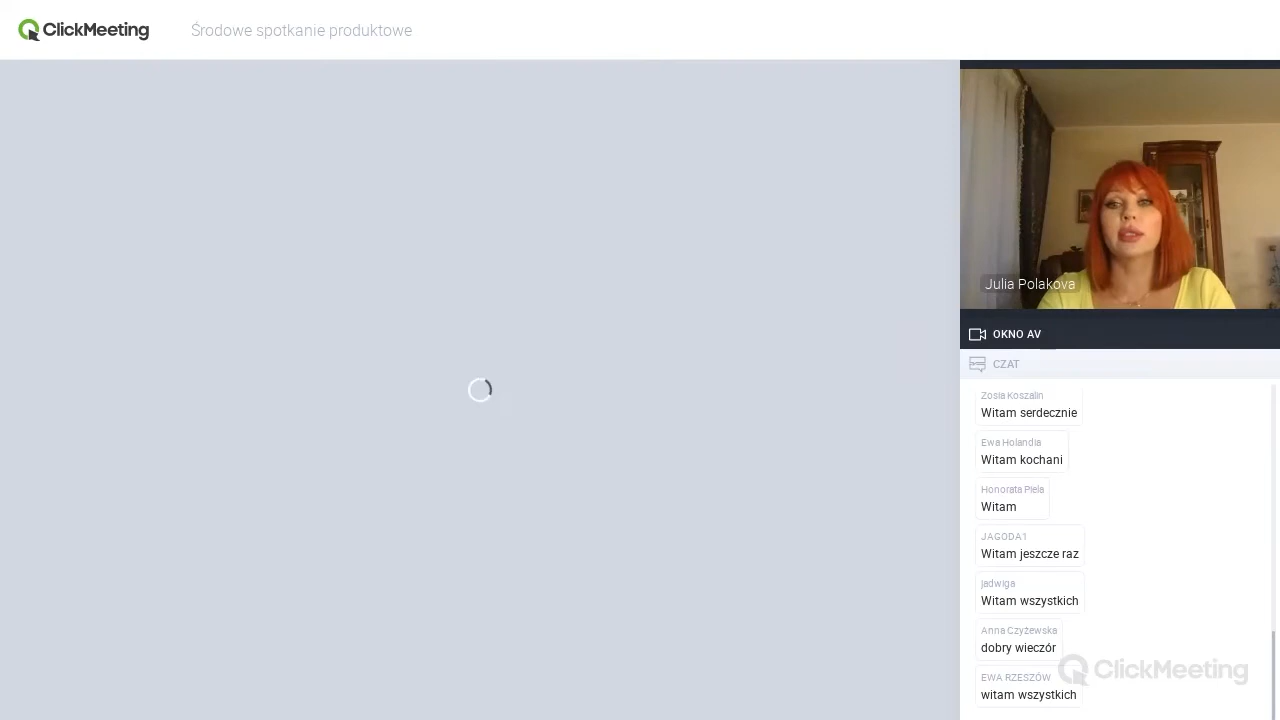 ClickMeeting
Środowe spotkanie produktowe
Julia Polakova
OKNO AV
CZAT
Zosia Koszalin
Witam serdecznie
Ewa Holandia
Witam kochani
Honorata Piela
Witam
JAGODA1
Witam jeszcze raz
jadwiga
Witam wszystkich
Anna Czyżewska
dobry wieczór
EWA RZESZÓW
witam wszystkich
ClickMeeting